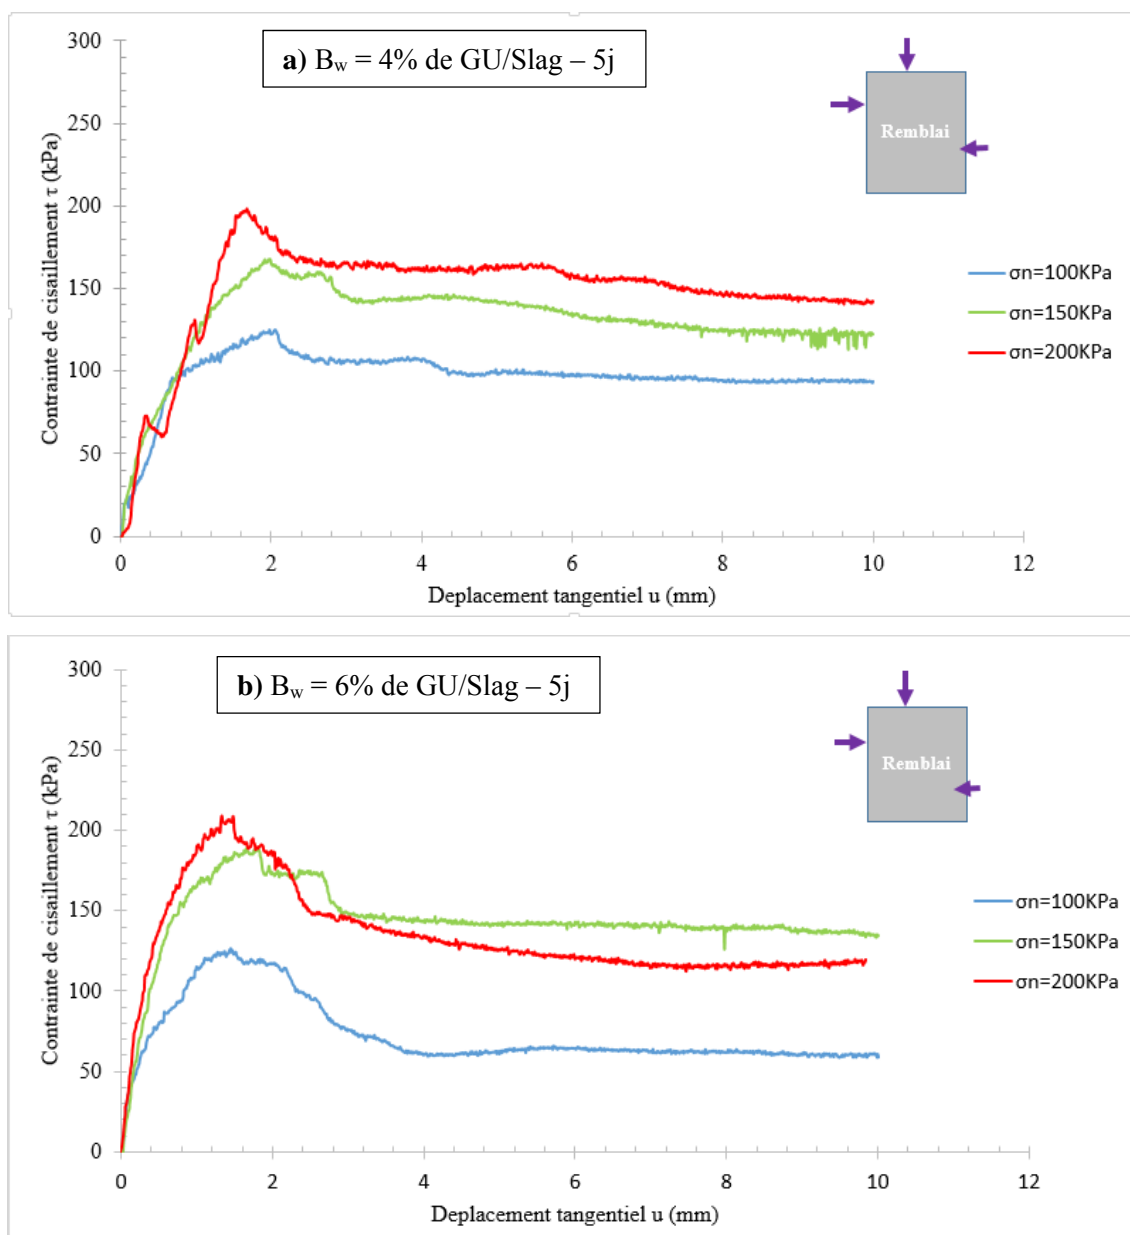 a) Bw = 4% de GU/Slag – 5j
300
250
200
150
100
50
0
Contrainte de cisaillement τ (kPa)
Remblai
σn=100KPa
σn=150KPa
σn=200KPa
0 2 4 6 8 10 12
Deplacement tangentiel u (mm)
b) Bw = 6% de GU/Slag – 5j
300
250
200
150
100
50
0
Contrainte de cisaillement τ (kPa)
Remblai
σn=100KPa
σn=150KPa
σn=200KPa
0 2 4 6 8 10 12
Deplacement tangentiel u (mm)